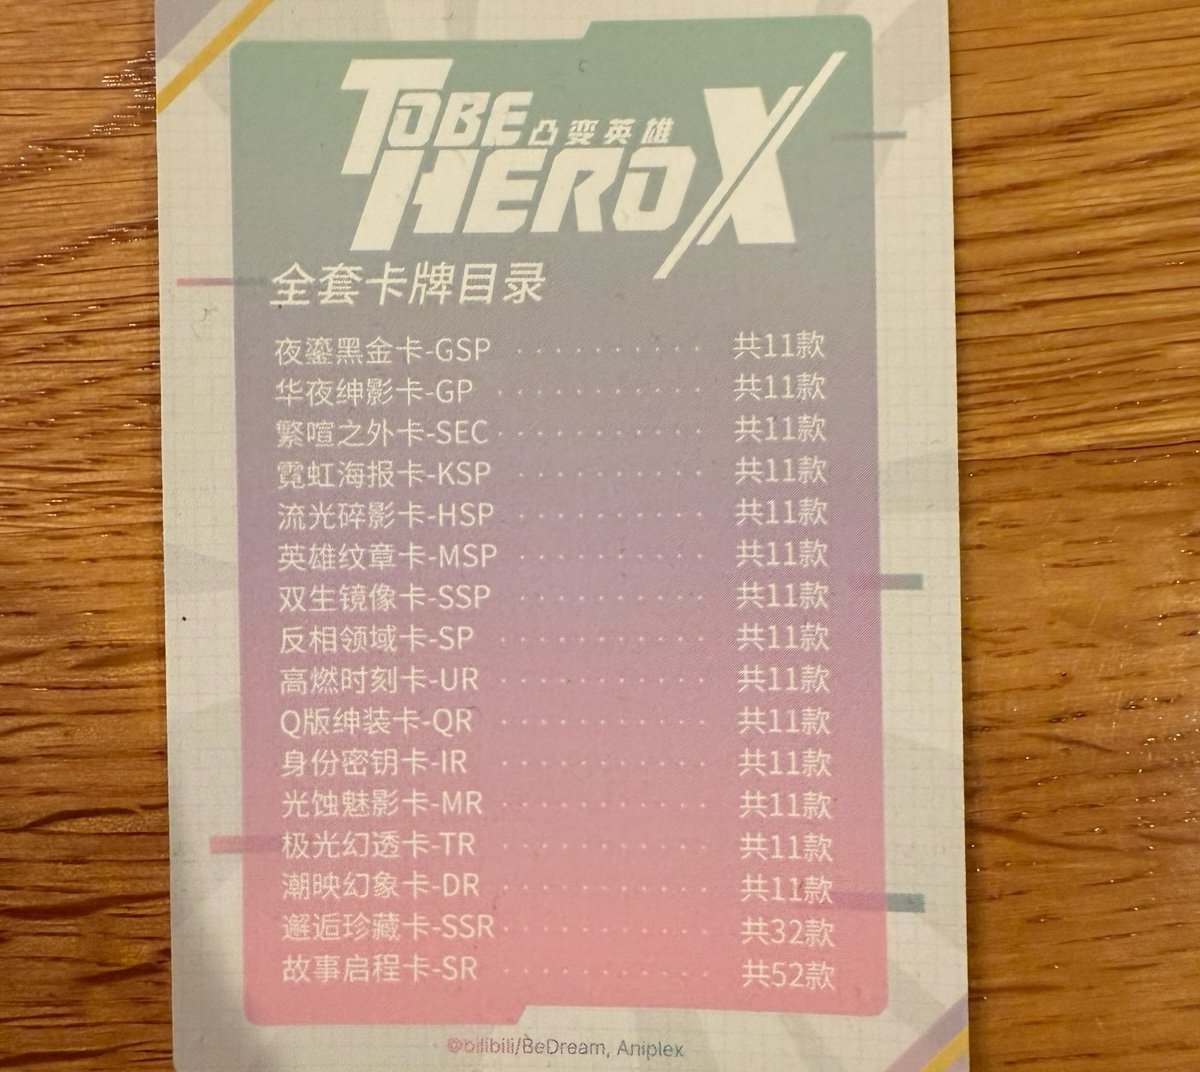 TOBE
凸变英雄
HERO X
全套卡牌目录
夜鎏黑金卡-GSP · · · · · · · · · · 共11款
华夜绅影卡-GP · · · · · · · · · · · 共11款
繁喧之外卡-SEC · · · · · · · · · · · 共11款
霓虹海报卡-KSP · · · · · · · · · · 共11款
流光碎影卡-HSP · · · · · · · · · · 共11款
英雄纹章卡-MSP · · · · · · · · · · 共11款
双生镜像卡-SSP · · · · · · · · · · 共11款
反相领域卡-SP · · · · · · · · · · · 共11款
高燃时刻卡-UR · · · · · · · · · · · 共11款
Q版绅装卡-QR · · · · · · · · · · · 共11款
身份密钥卡-IR · · · · · · · · · · · 共11款
光蚀魅影卡-MR · · · · · · · · · · · 共11款
极光幻透卡-TR · · · · · · · · · · · 共11款
潮映幻象卡-DR · · · · · · · · · · · 共11款
邂逅珍藏卡-SSR · · · · · · · · · · · 共32款
故事启程卡-SR · · · · · · · · · · · 共52款
©bilibili/BeDream, Aniplex